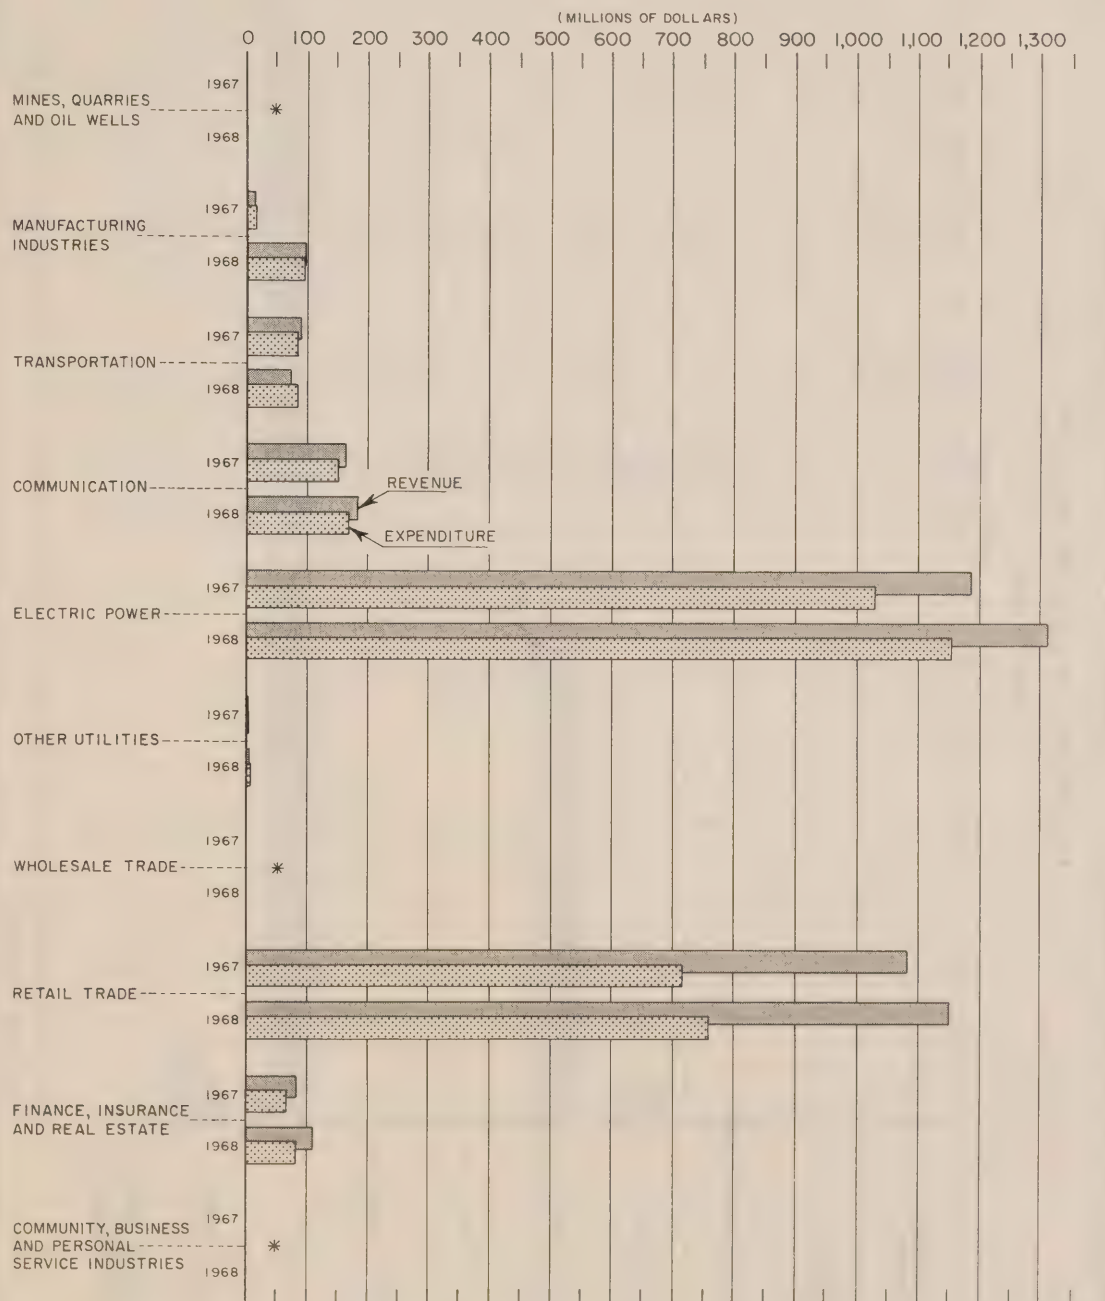 (MILLIONS OF DOLLARS)
0 100 200 300 400 500 600 700 800 900 1,000 1,100 1,200 1,300
1967
MINES, QUARRIES
AND OIL WELLS
*
1968
1967
MANUFACTURING
INDUSTRIES
1968
1967
TRANSPORTATION
1968
1967
COMMUNICATION
REVENUE
1968
EXPENDITURE
1967
ELECTRIC POWER
1968
1967
OTHER UTILITIES
1968
1967
WHOLESALE TRADE
*
1968
1967
RETAIL TRADE
1968
1967
FINANCE, INSURANCE
AND REAL ESTATE
1968
1967
COMMUNITY, BUSINESS
AND PERSONAL
*
SERVICE INDUSTRIES
1968